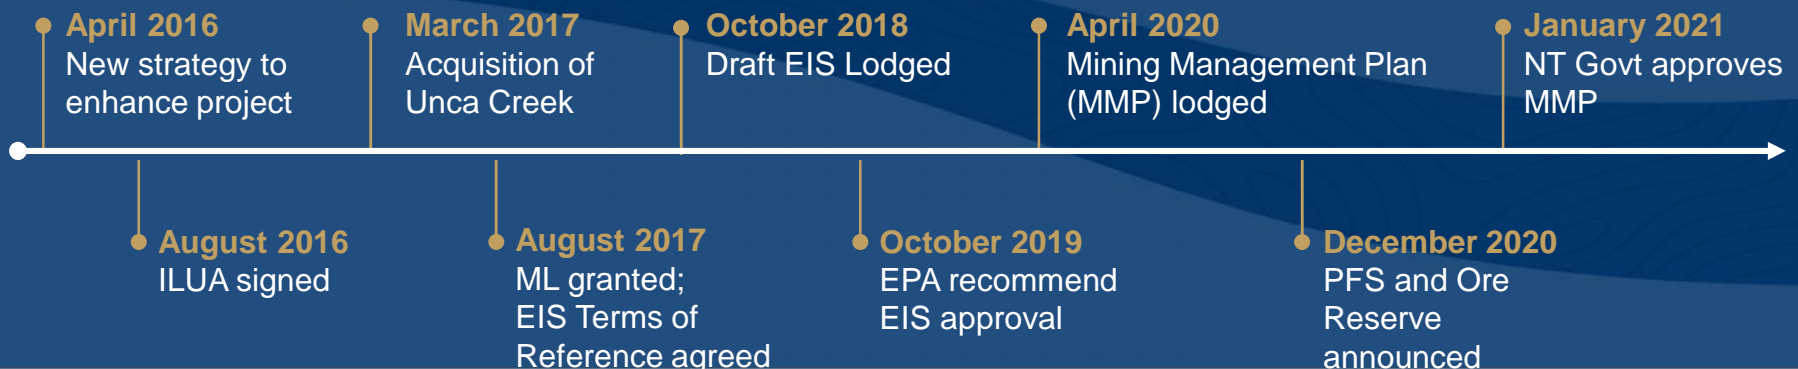 April 2016
New strategy to
enhance project
March 2017
Acquisition of
Unca Creek
October 2018
Draft EIS Lodged
April 2020
Mining Management Plan
(MMP) lodged
January 2021
NT Govt approves
MMP
August 2016
ILUA signed
August 2017
ML granted;
EIS Terms of
Reference agreed
October 2019
EPA recommend
EIS approval
December 2020
PFS and Ore
Reserve
announced